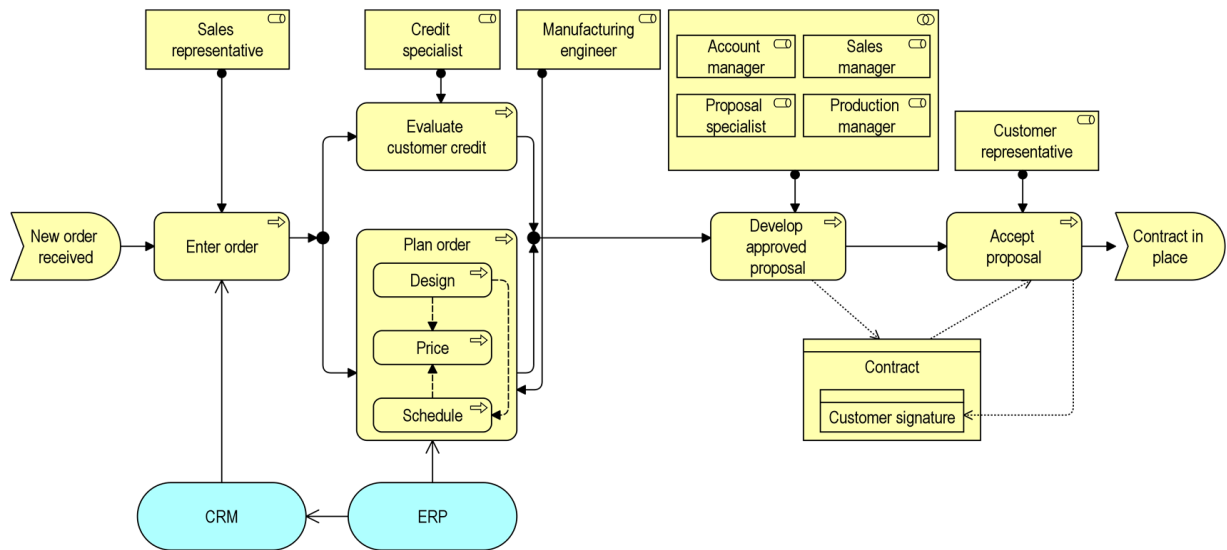 Sales
representative
Credit
specialist
Manufacturing
engineer
Account
manager
Sales
manager
Proposal
specialist
Production
manager
Customer
representative
Evaluate
customer credit
New order
received
Enter order
Plan order
Design
Price
Schedule
Develop
approved
proposal
Accept
proposal
Contract in
place
Contract
Customer signature
CRM
ERP